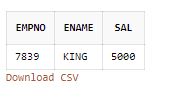 EMPNO ENAME SAL
7839 KING 5000
Download CSV